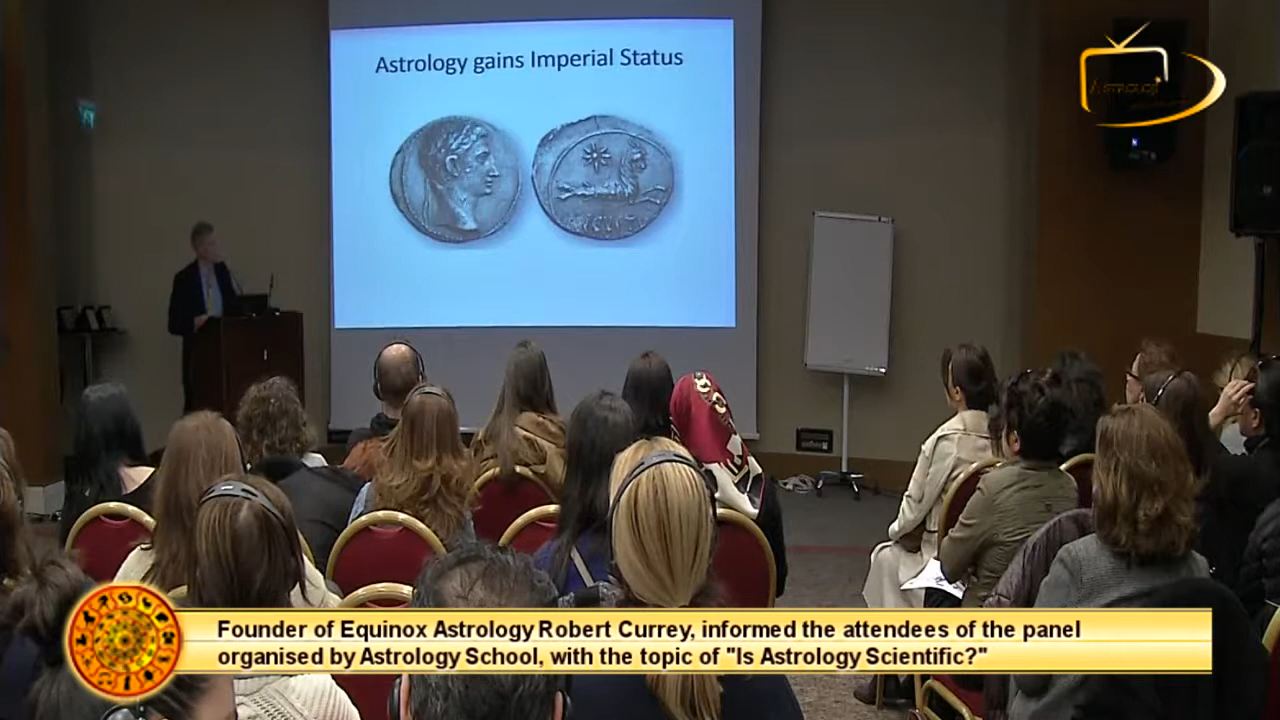 Astrology gains Imperial Status
Founder of Equinox Astrology Robert Currey, informed the attendees of the panel
organised by Astrology School, with the topic of "Is Astrology Scientific?"